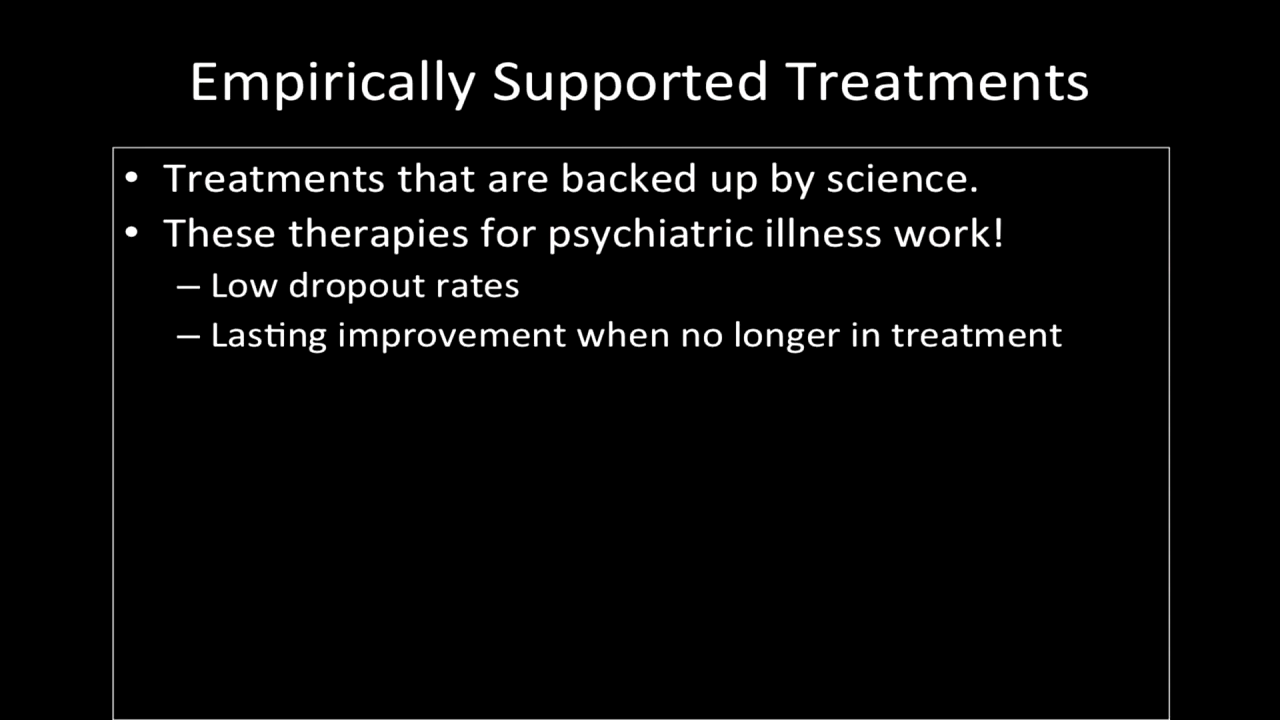 Empirically Supported Treatments
• Treatments that are backed up by science.
• These therapies for psychiatric illness work!
– Low dropout rates
– Lasting improvement when no longer in treatment